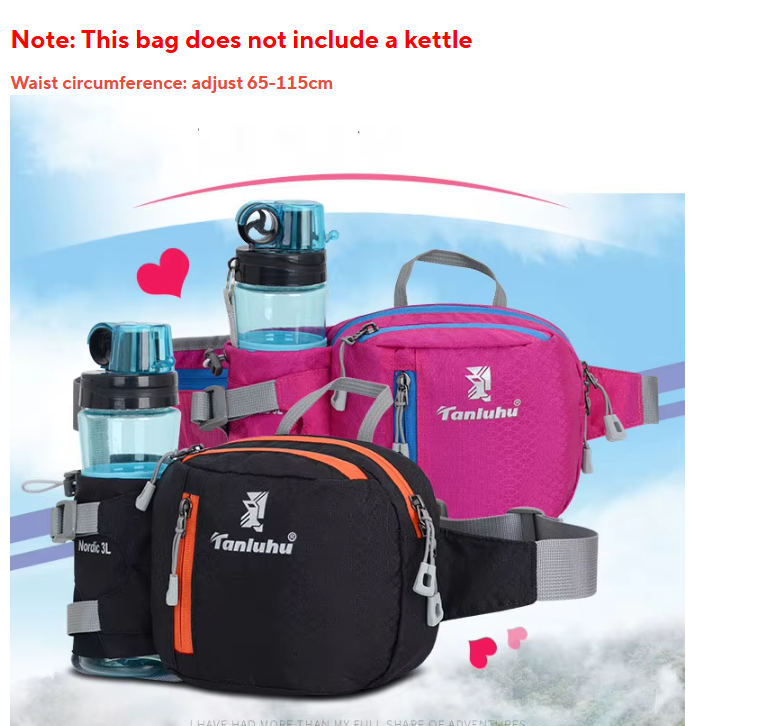 Note: This bag does not include a kettle
Waist circumference: adjust 65-115cm
Tanluhu
Tanluhu®
Nordic 3L
I HAVE HAD MORE THAN MY FULL SHARE OF ADVENTURES